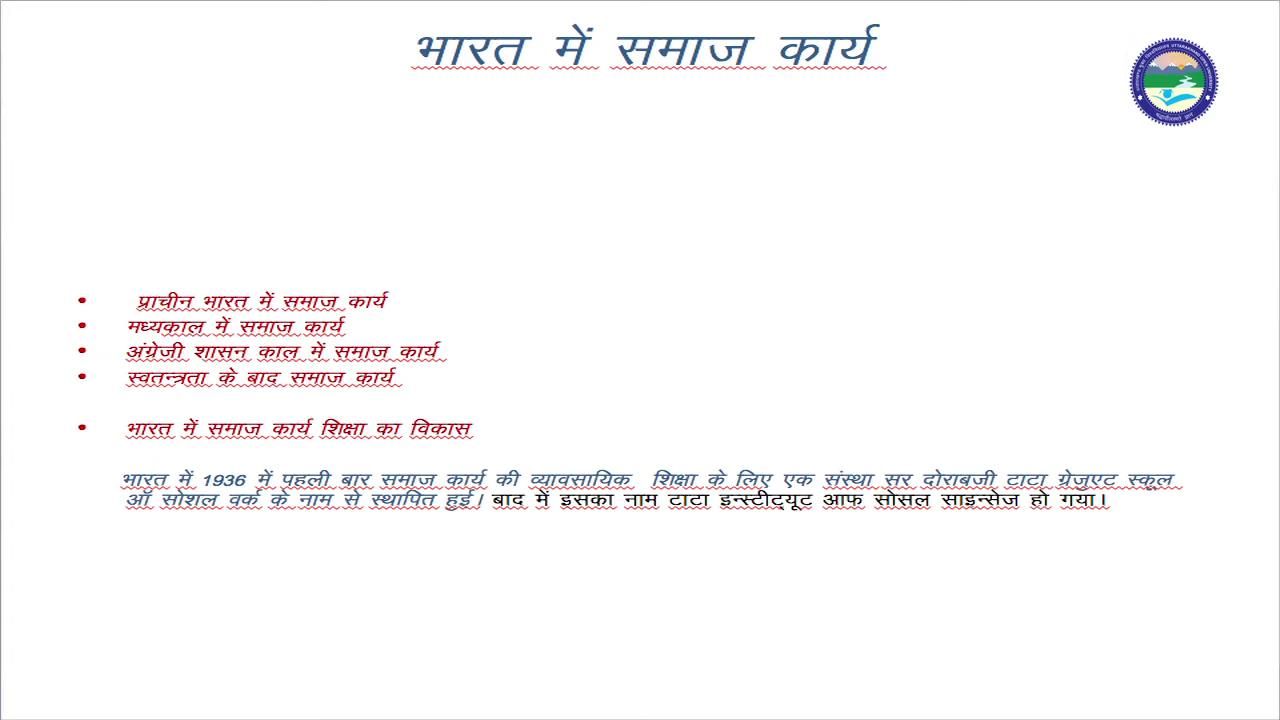 भारत में समाज कार्य
• प्राचीन भारत में समाज कार्य
• मध्यकाल में समाज कार्य
• अंग्रेजी शासन काल में समाज कार्य
• स्वतन्त्रता के बाद समाज कार्य
• भारत में समाज कार्य शिक्षा का विकास
भारत में 1936 में पहली बार समाज कार्य की व्यावसायिक शिक्षा के लिए एक संस्था सर दोराबजी टाटा ग्रेजुएट स्कूल
ऑ सोशल वर्क के नाम से स्थापित हुई। बाद में इसका नाम टाटा इन्स्टीट्यूट आफ सोसल साइन्सेज हो गया।